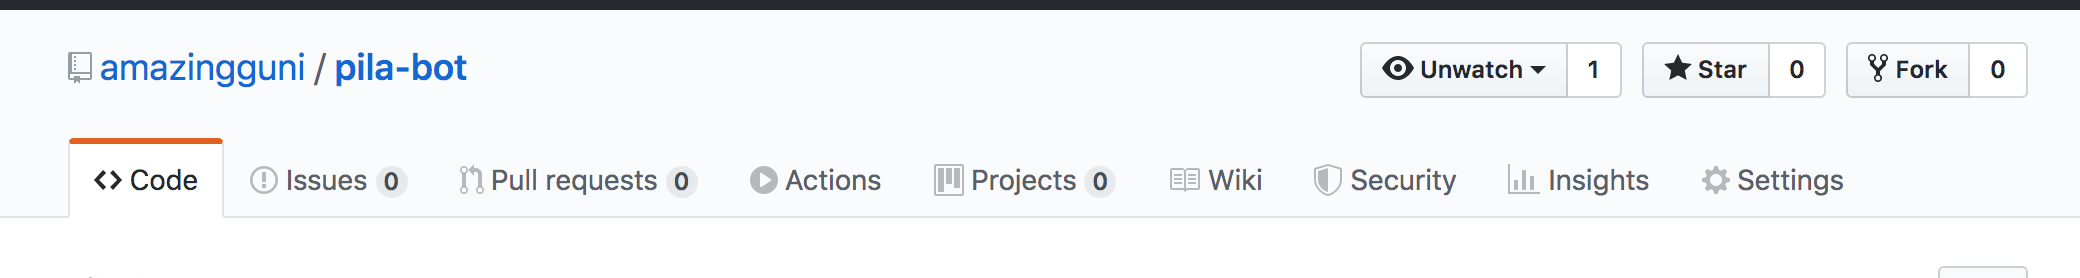 amazingguni / pila-bot
Unwatch 1 Star 0 Fork 0
Code Issues 0 Pull requests 0 Actions Projects 0 Wiki Security Insights Settings